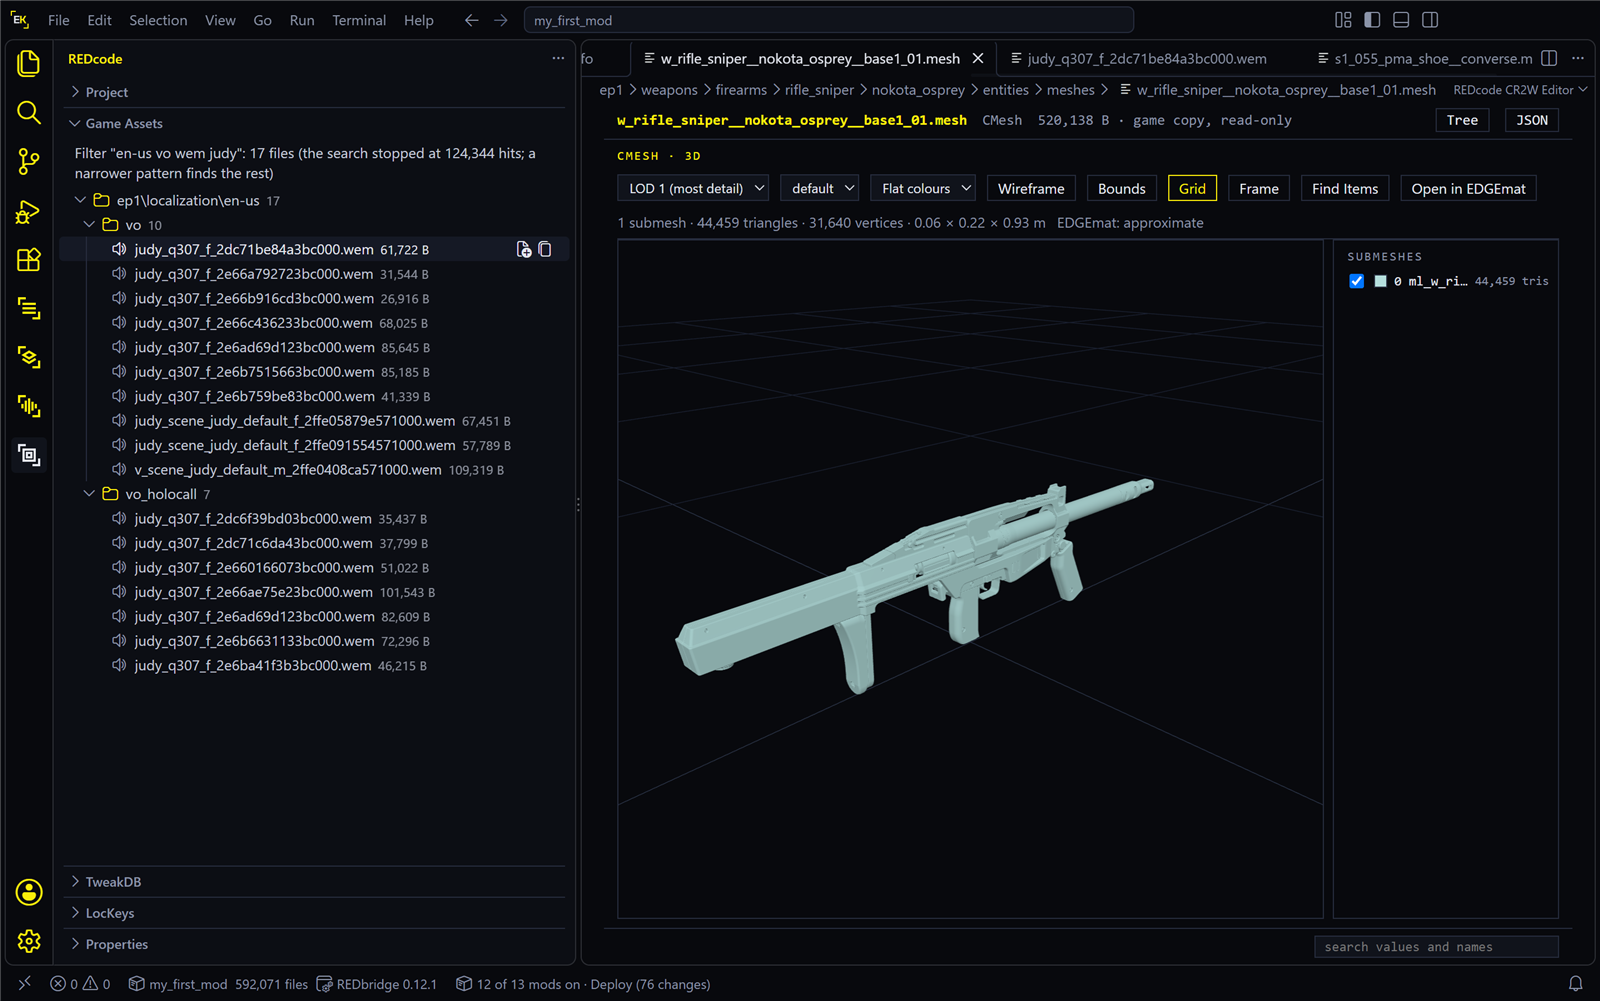 EK File Edit Selection View Go Run Terminal Help my_first_mod
REDcode
Project
Game Assets
Filter "en-us vo wem judy": 17 files (the search stopped at 124,344 hits; a
narrower pattern finds the rest)
ep1\localization\en-us 17
vo 10
judy_q307_f_2dc71be84a3bc000.wem 61,722 B
judy_q307_f_2e66a792723bc000.wem 31,544 B
judy_q307_f_2e66b916cd3bc000.wem 26,916 B
judy_q307_f_2e66c436233bc000.wem 68,025 B
judy_q307_f_2e6ad69d123bc000.wem 85,645 B
judy_q307_f_2e6b7515663bc000.wem 85,185 B
judy_q307_f_2e6b759be83bc000.wem 41,339 B
judy_scene_judy_default_f_2ffe05879e571000.wem 67,451 B
judy_scene_judy_default_f_2ffe091554571000.wem 57,789 B
v_scene_judy_default_m_2ffe0408ca571000.wem 109,319 B
vo_holocall 7
judy_q307_f_2dc6f39bd03bc000.wem 35,437 B
judy_q307_f_2dc71c6da43bc000.wem 37,799 B
judy_q307_f_2e660166073bc000.wem 51,022 B
judy_q307_f_2e66ae75e23bc000.wem 101,543 B
judy_q307_f_2e6ad69d123bc000.wem 82,609 B
judy_q307_f_2e6b6631133bc000.wem 72,296 B
judy_q307_f_2e6ba41f3b3bc000.wem 46,215 B
TweakDB
LocKeys
Properties
fo w_rifle_sniper__nokota_osprey__base1_01.mesh judy_q307_f_2dc71be84a3bc000.wem s1_055_pma_shoe__converse.m
ep1 > weapons > firearms > rifle_sniper > nokota_osprey > entities > meshes > w_rifle_sniper__nokota_osprey__base1_01.mesh REDcode CR2W Editor
w_rifle_sniper__nokota_osprey__base1_01.mesh CMesh 520,138 B · game copy, read-only Tree JSON
CMESH · 3D
LOD 1 (most detail) default Flat colours Wireframe Bounds Grid Frame Find Items Open in EDGEmat
1 submesh · 44,459 triangles · 31,640 vertices · 0.06 × 0.22 × 0.93 m EDGEmat: approximate
SUBMESHES
0 ml_w_ri… 44,459 tris
search values and names
0 0 my_first_mod 592,071 files REDbridge 0.12.1 12 of 13 mods on · Deploy (76 changes)